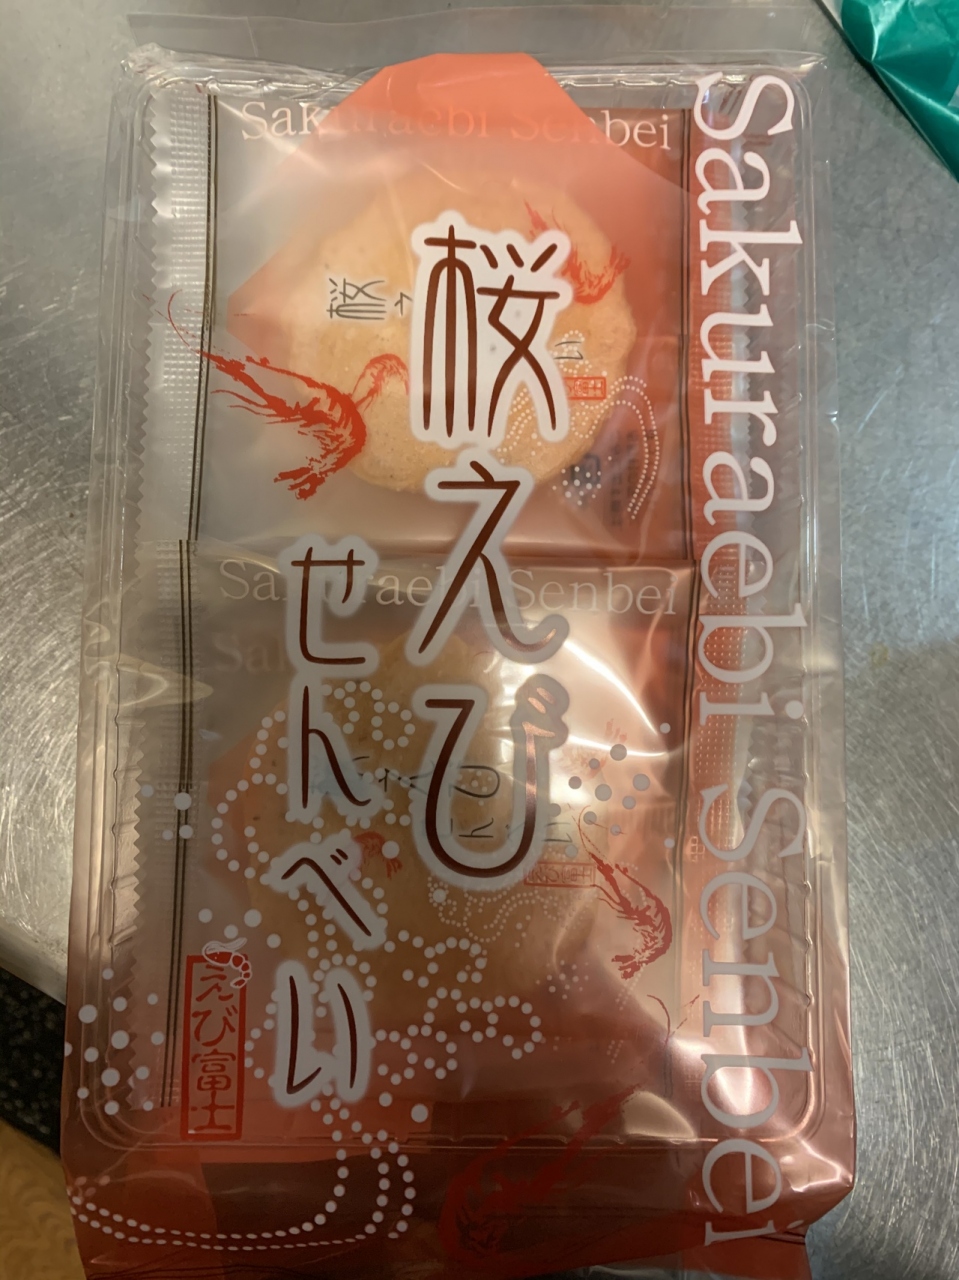 Sakuraebi Senbei
Sakuraebi Senbei
桜えび
せんべい
Sakuraebi Senbei
えび富士